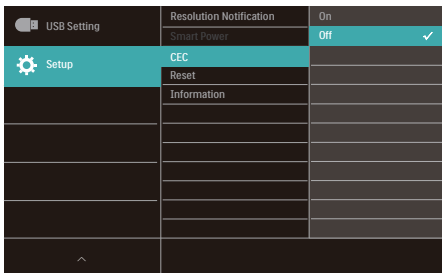 USB Setting
Setup
Resolution Notification
Smart Power
CEC
Reset
Information
On
Off